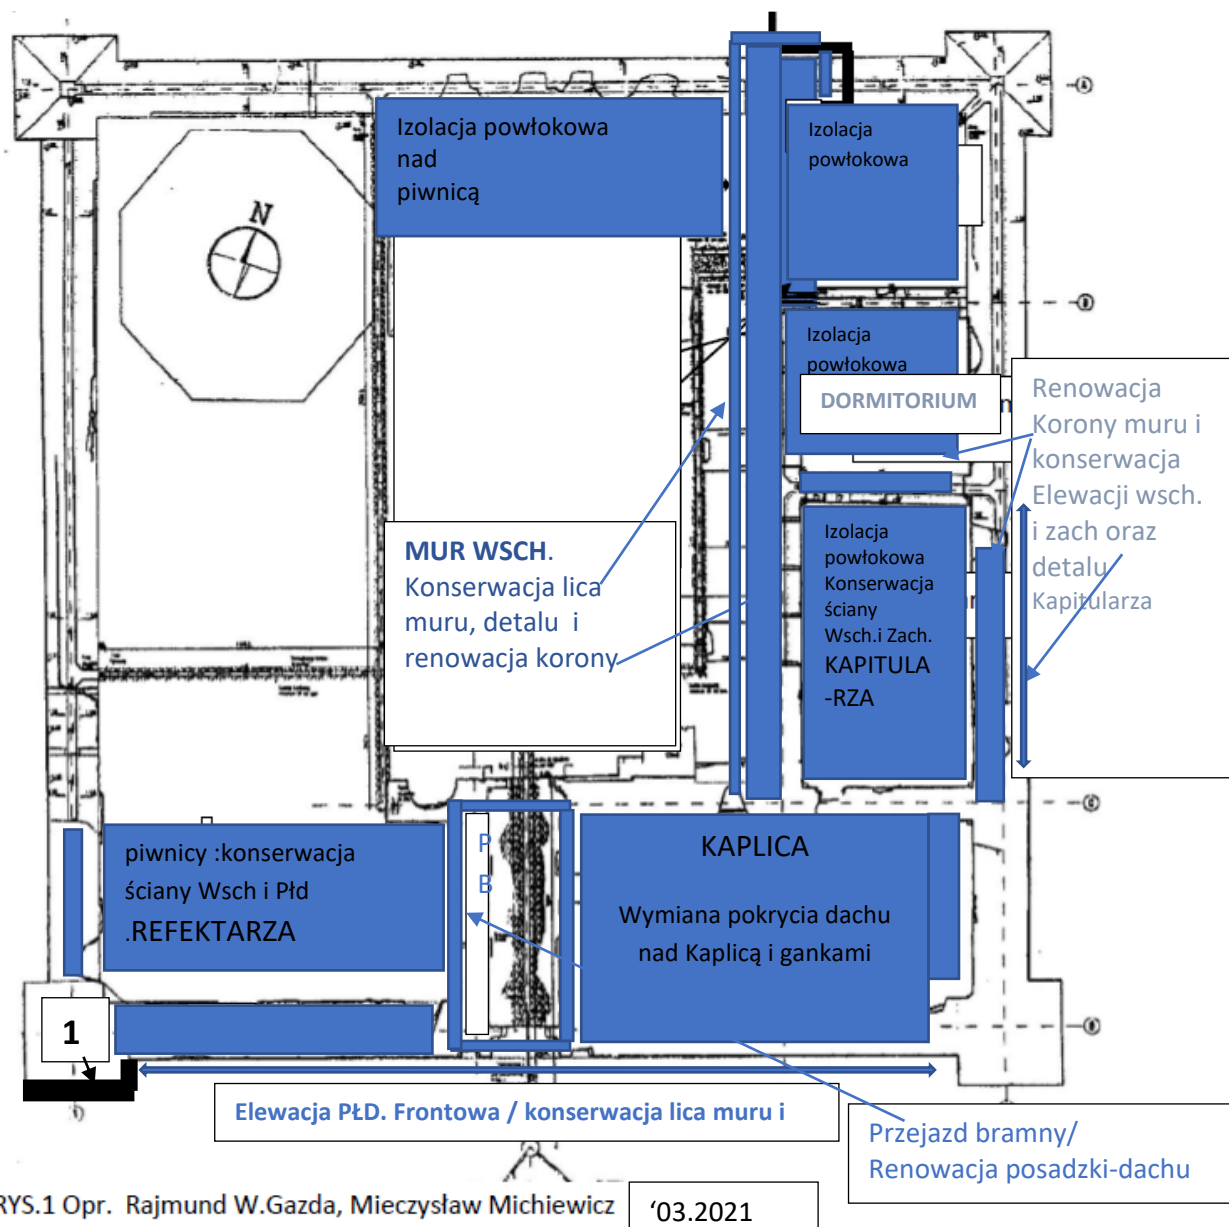 Izolacja powłokowa
nad
piwnicą
Izolacja
powłokowa
A
N
B
Izolacja
powłokowa
DORMITORIUM
Renowacja
Korony muru i
konserwacja
Elewacji wsch.
i zach oraz
detalu
Kapitularza
MUR WSCH.
Konserwacja lica
muru, detalu i
renowacja korony
Izolacja
powłokowa
Konserwacja
ściany
Wsch.i Zach.
KAPITULA
-RZA
C
piwnicy :konserwacja
ściany Wsch i Płd
.REFEKTARZA
P
B
KAPLICA
Wymiana pokrycia dachu
nad Kaplicą i gankami
1
Elewacja PŁD. Frontowa / konserwacja lica muru i
Przejazd bramny/
Renowacja posadzki-dachu
RYS.1 Opr. Rajmund W.Gazda, Mieczysław Michiewicz
‘03.2021